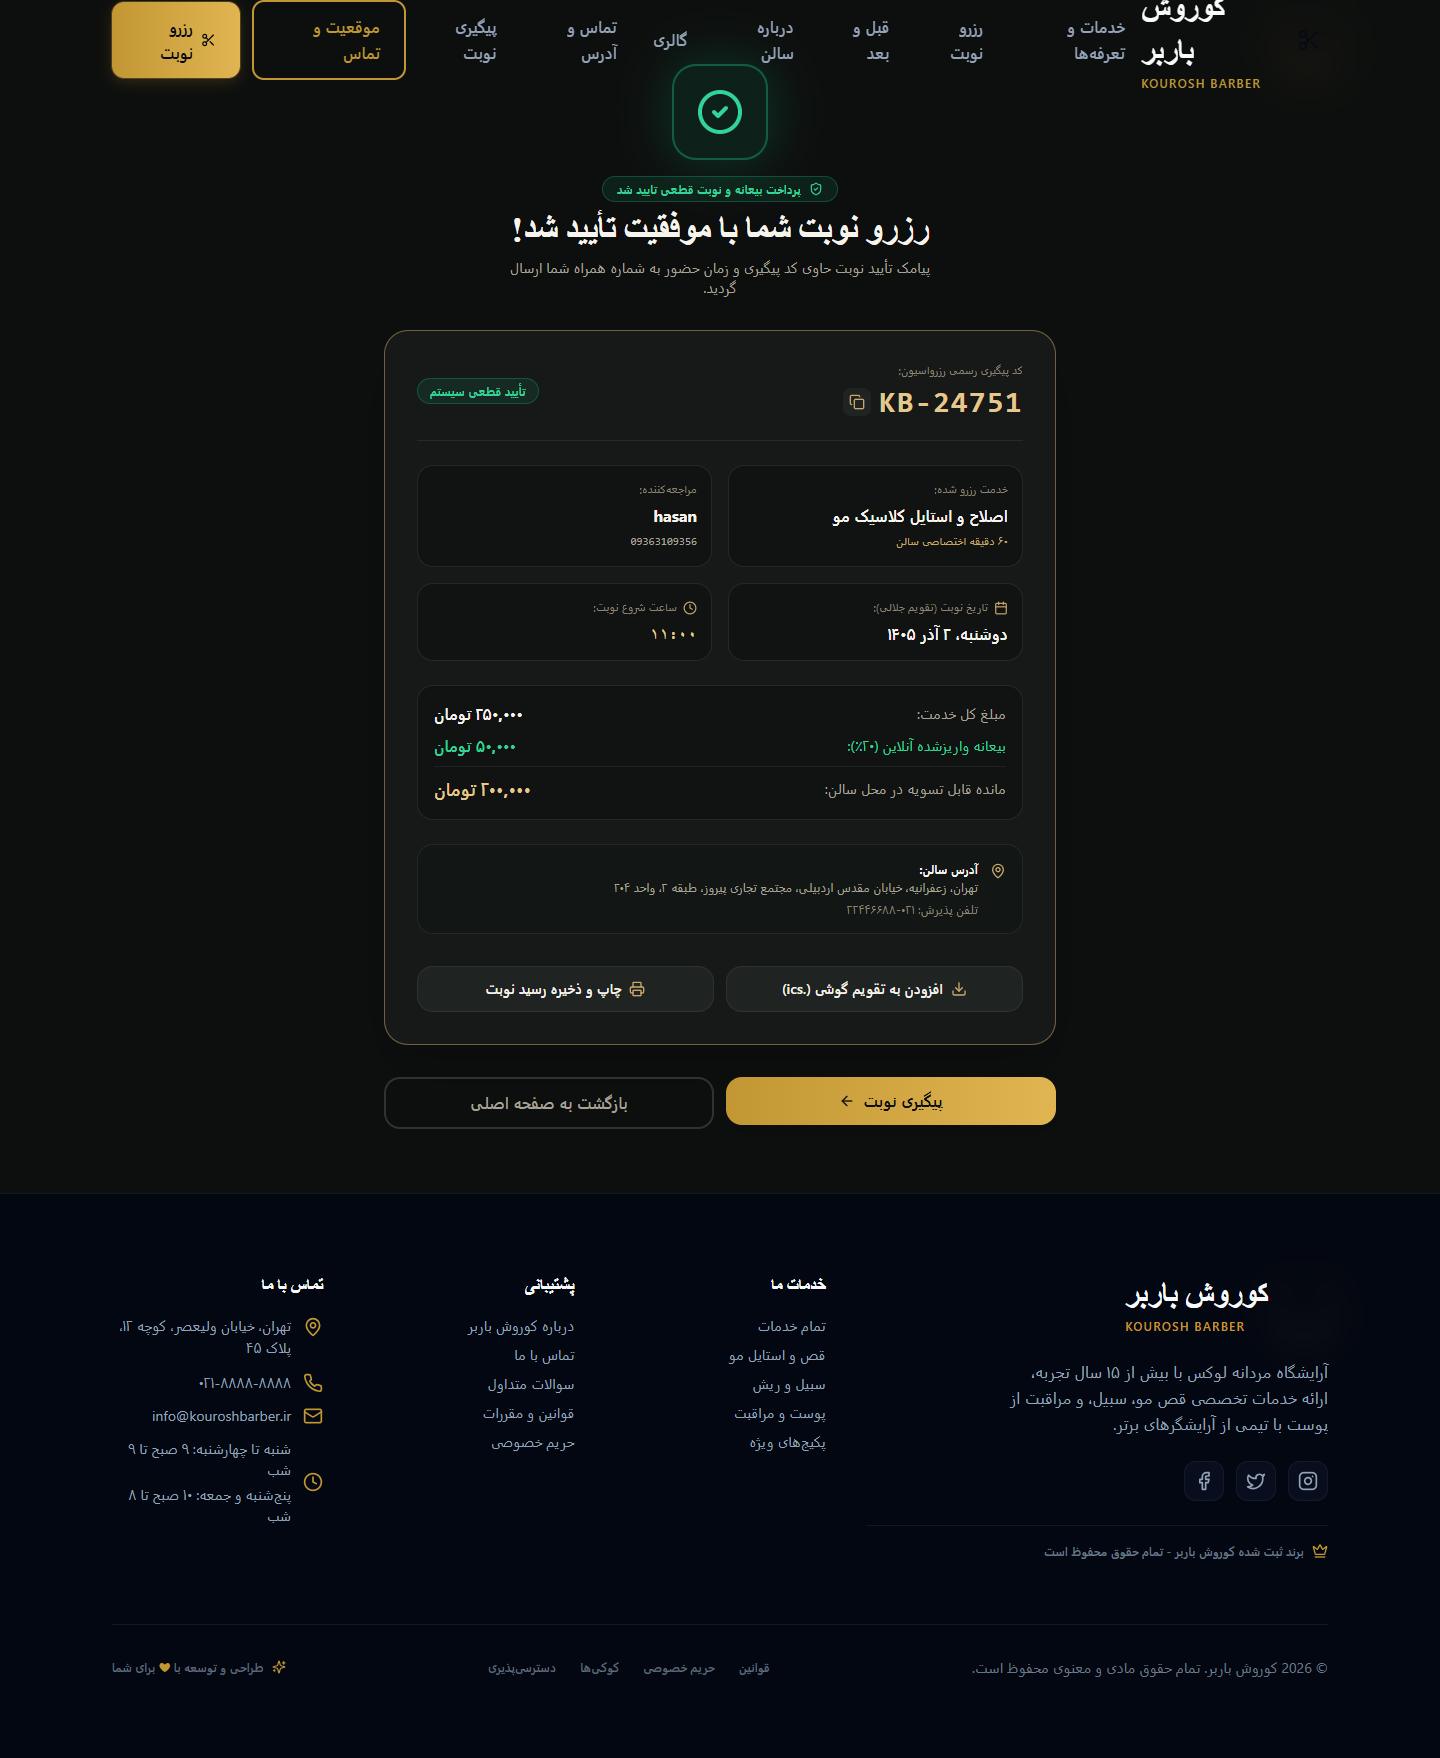 کوروش
باربر
KOUROSH BARBER
خدمات و
تعرفه‌ها
رزرو
نوبت
قبل و
بعد
درباره
سالن
گالری
تماس و
آدرس
پیگیری
نوبت
موقعیت و
تماس
رزرو
نوبت
پرداخت بیعانه و نوبت قطعی تایید شد
رزرو نوبت شما با موفقیت تأیید شد!
پیامک تأیید نوبت حاوی کد پیگیری و زمان حضور به شماره همراه شما ارسال
گردید.
کد پیگیری رسمی رزرواسیون:
KB-24751
تأیید قطعی سیستم
خدمت رزرو شده:
اصلاح و استایل کلاسیک مو
۶۰ دقیقه اختصاصی سالن
مراجعه‌کننده:
hasan
09363109356
تاریخ نوبت (تقویم جلالی):
دوشنبه، ۲ آذر ۱۴۰۵
ساعت شروع نوبت:
۱۱:۰۰
مبلغ کل خدمت:
۲۵۰,۰۰۰ تومان
بیعانه واریزشده آنلاین (۲۰٪):
۵۰,۰۰۰ تومان
مانده قابل تسویه در محل سالن:
۲۰۰,۰۰۰ تومان
آدرس سالن:
تهران، زعفرانیه، خیابان مقدس اردبیلی، مجتمع تجاری پیروز، طبقه ۲، واحد ۲۰۴
تلفن پذیرش: ۰۲۱-۲۲۴۴۶۶۸۸
افزودن به تقویم گوشی (.ics)
چاپ و ذخیره رسید نوبت
پیگیری نوبت
بازگشت به صفحه اصلی
کوروش باربر
KOUROSH BARBER
آرایشگاه مردانه لوکس با بیش از ۱۵ سال تجربه،
ارائه خدمات تخصصی قص مو، سبیل، و مراقبت از
پوست با تیمی از آرایشگرهای برتر.
برند ثبت شده کوروش باربر - تمام حقوق محفوظ است
خدمات ما
تمام خدمات
قص و استایل مو
سبیل و ریش
پوست و مراقبت
پکیج‌های ویژه
پشتیبانی
درباره کوروش باربر
تماس با ما
سوالات متداول
قوانین و مقررات
حریم خصوصی
تماس با ما
تهران، خیابان ولیعصر، کوچه ۱۲،
پلاک ۴۵
۰۲۱-۸۸۸۸-۸۸۸۸
info@kouroshbarber.ir
شنبه تا چهارشنبه: ۹ صبح تا ۹
شب
پنج‌شنبه و جمعه: ۱۰ صبح تا ۸
شب
© 2026 کوروش باربر. تمام حقوق مادی و معنوی محفوظ است.
قوانین
حریم خصوصی
کوکی‌ها
دسترسی‌پذیری
طراحی و توسعه با برای شما